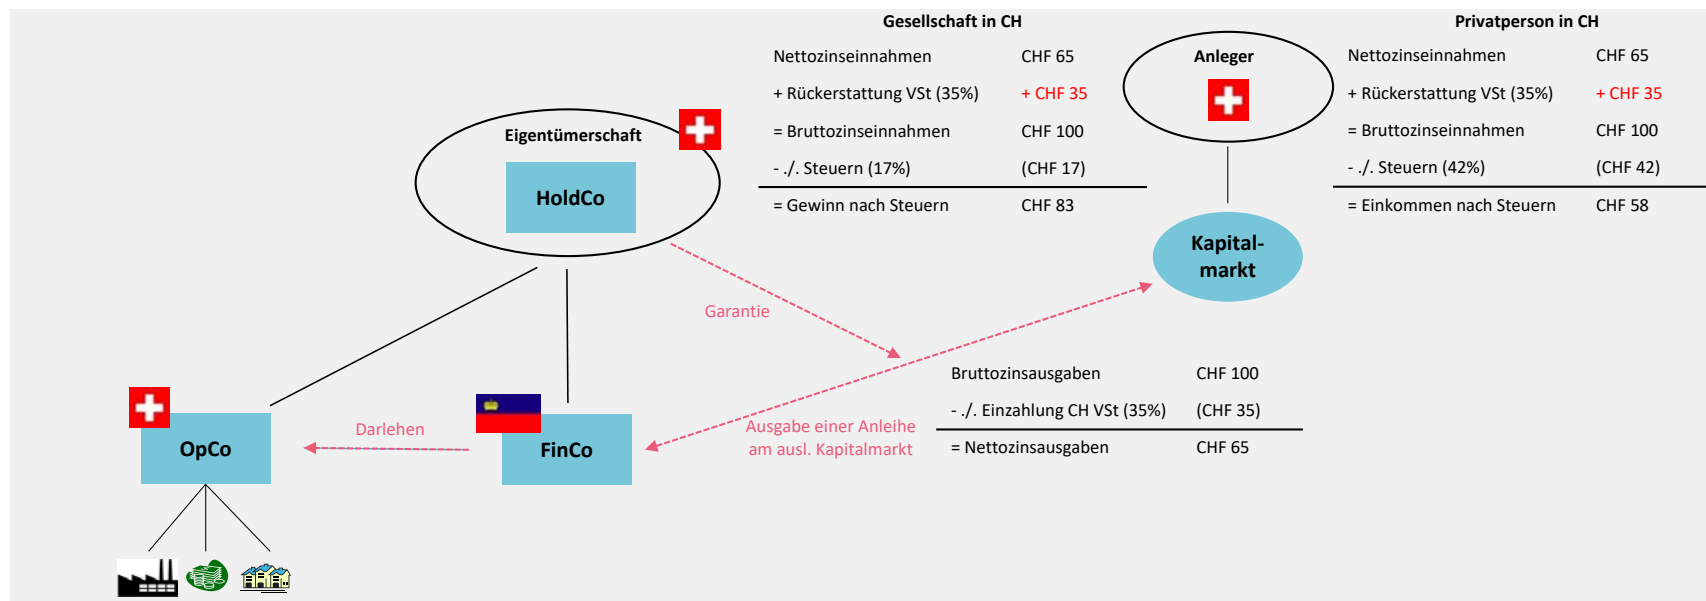 Gesellschaft in CH
Nettozinseinnahmen CHF 65
+ Rückerstattung VSt (35%) + CHF 35
= Bruttozinseinnahmen CHF 100
- ./. Steuern (17%) (CHF 17)
= Gewinn nach Steuern CHF 83
Anleger
Privatperson in CH
Nettozinseinnahmen CHF 65
+ Rückerstattung VSt (35%) + CHF 35
= Bruttozinseinnahmen CHF 100
- ./. Steuern (42%) (CHF 42)
= Einkommen nach Steuern CHF 58
Eigentümerschaft
HoldCo
Kapital-
markt
Garantie
Bruttozinsausgaben CHF 100
- ./. Einzahlung CH VSt (35%) (CHF 35)
= Nettozinsausgaben CHF 65
Ausgabe einer Anleihe
am ausl. Kapitalmarkt
Darlehen
OpCo
FinCo